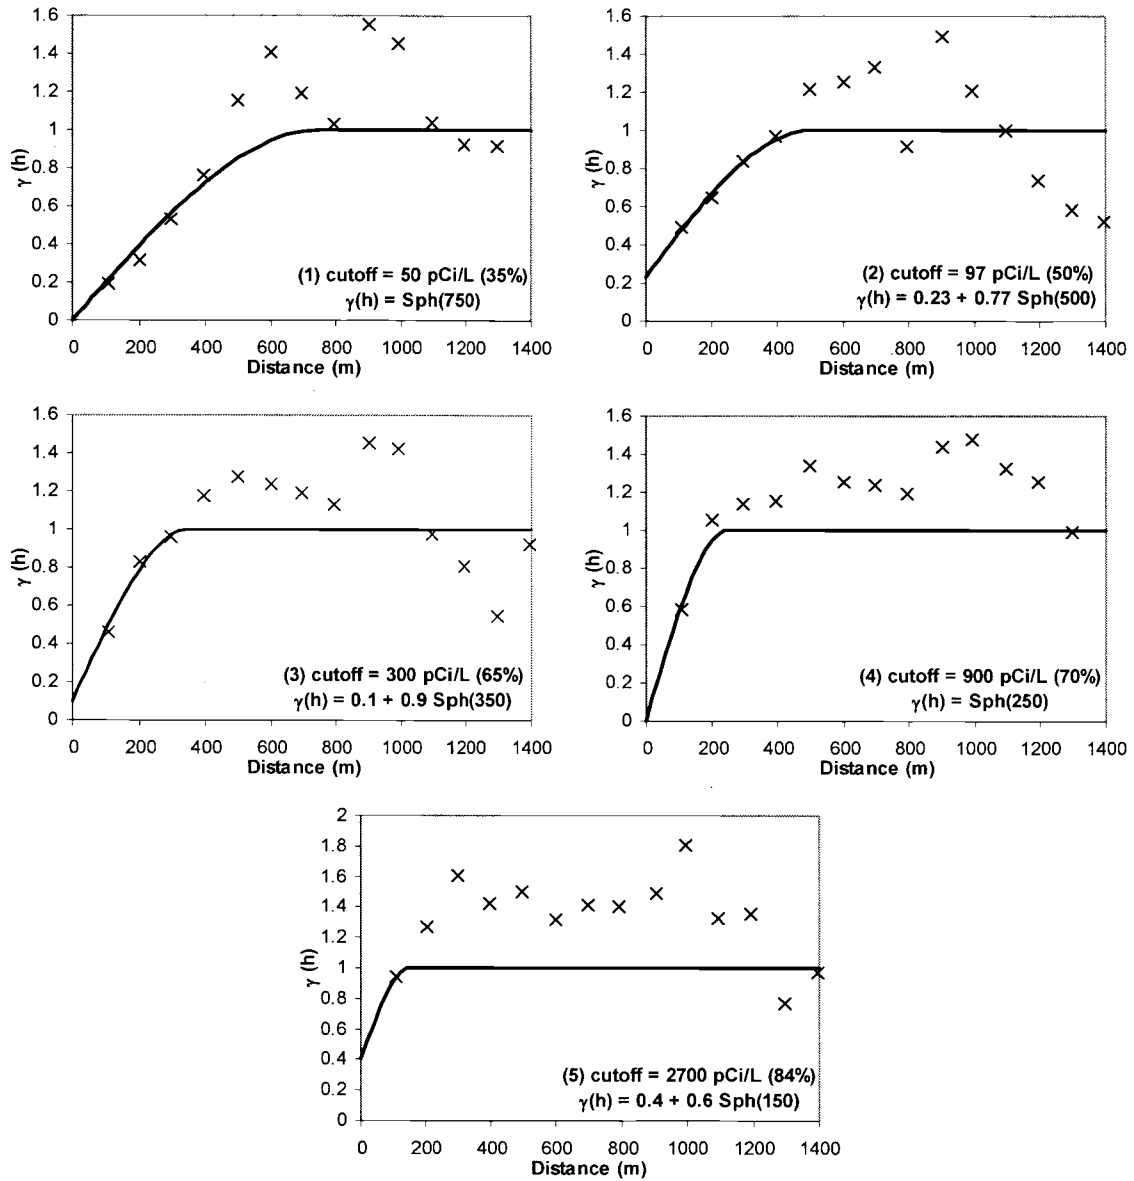 1.6
1.4
1.2
1
0.8
0.6
0.4
0.2
0
γ (h)
(1) cutoff = 50 pCi/L (35%)
γ(h) = Sph(750)
0 200 400 600 800 1000 1200 1400
Distance (m)
1.6
1.4
1.2
1
0.8
0.6
0.4
0.2
0
γ (h)
(2) cutoff = 97 pCi/L (50%)
γ(h) = 0.23 + 0.77 Sph(500)
0 200 400 600 800 1000 1200 1400
Distance (m)
1.6
1.4
1.2
1
0.8
0.6
0.4
0.2
0
γ (h)
(3) cutoff = 300 pCi/L (65%)
γ(h) = 0.1 + 0.9 Sph(350)
0 200 400 600 800 1000 1200 1400
Distance (m)
1.6
1.4
1.2
1
0.8
0.6
0.4
0.2
0
γ (h)
(4) cutoff = 900 pCi/L (70%)
γ(h) = Sph(250)
0 200 400 600 800 1000 1200 1400
Distance (m)
2
1.8
1.6
1.4
1.2
1
0.8
0.6
0.4
0.2
0
γ (h)
(5) cutoff = 2700 pCi/L (84%)
γ(h) = 0.4 + 0.6 Sph(150)
0 200 400 600 800 1000 1200 1400
Distance (m)